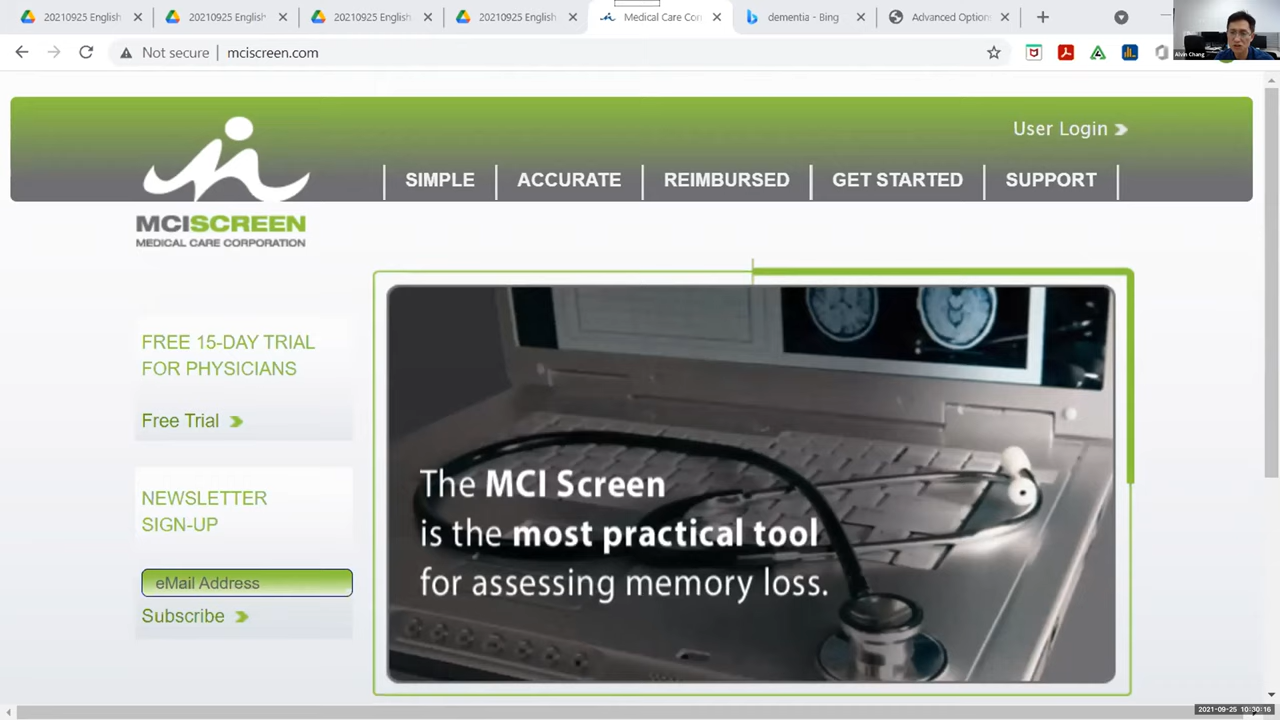 20210925 English
20210925 English
20210925 English
20210925 English
Medical Care Con
dementia - Bing
Advanced Option
Not secure
mciscreen.com
Alvin Chang
User Login
SIMPLE
ACCURATE
REIMBURSED
GET STARTED
SUPPORT
MCISCREEN
MEDICAL CARE CORPORATION
FREE 15-DAY TRIAL
FOR PHYSICIANS
Free Trial
NEWSLETTER
SIGN-UP
eMail Address
Subscribe
The MCI Screen
is the most practical tool
for assessing memory loss.
2021-09-25 10:30:16